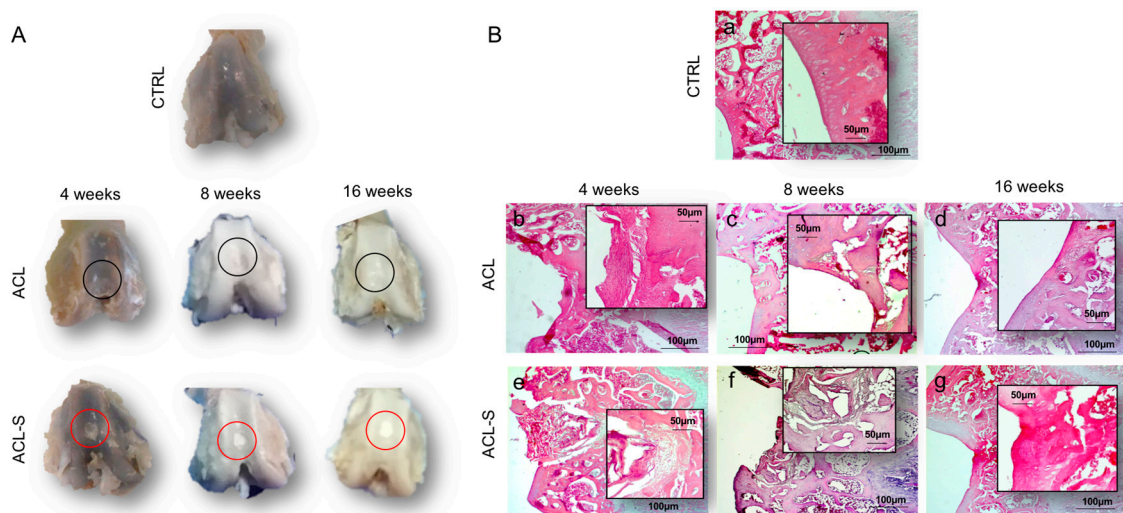 A
CTRL
4 weeks
8 weeks
16 weeks
ACL
ACL-S
B
CTRL
a
50µm
100µm
4 weeks
8 weeks
16 weeks
ACL
b
50µm
100µm
c
50µm
100µm
d
50µm
100µm
ACL-S
e
50µm
100µm
f
50µm
100µm
g
50µm
100µm